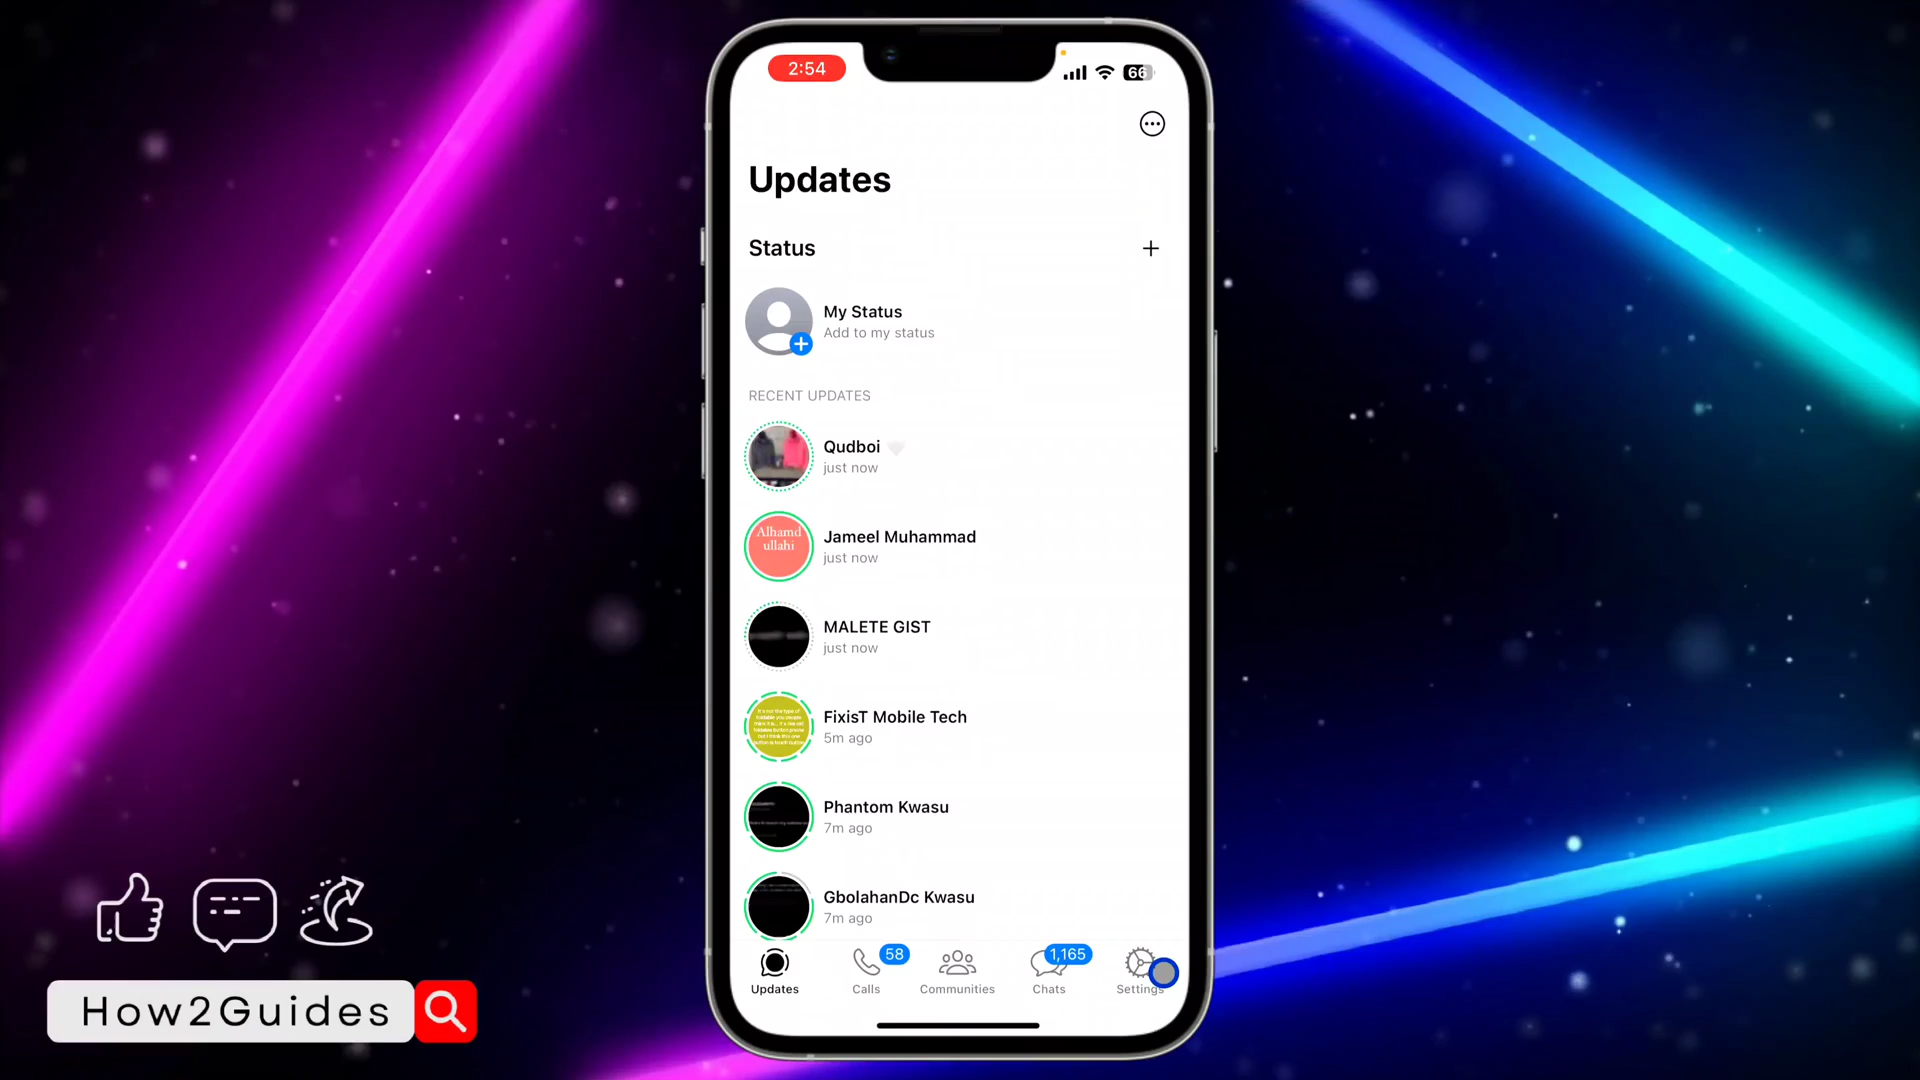 2:54
66
Updates
Status
My Status
Add to my status
RECENT UPDATES
Qudboi
just now
Alhamd
ullahi
Jameel Muhammad
just now
MALETE GIST
just now
FixisT Mobile Tech
5m ago
Phantom Kwasu
7m ago
GbolahanDc Kwasu
7m ago
58
1,165
Updates
Calls
Communities
Chats
Settings
How2Guides